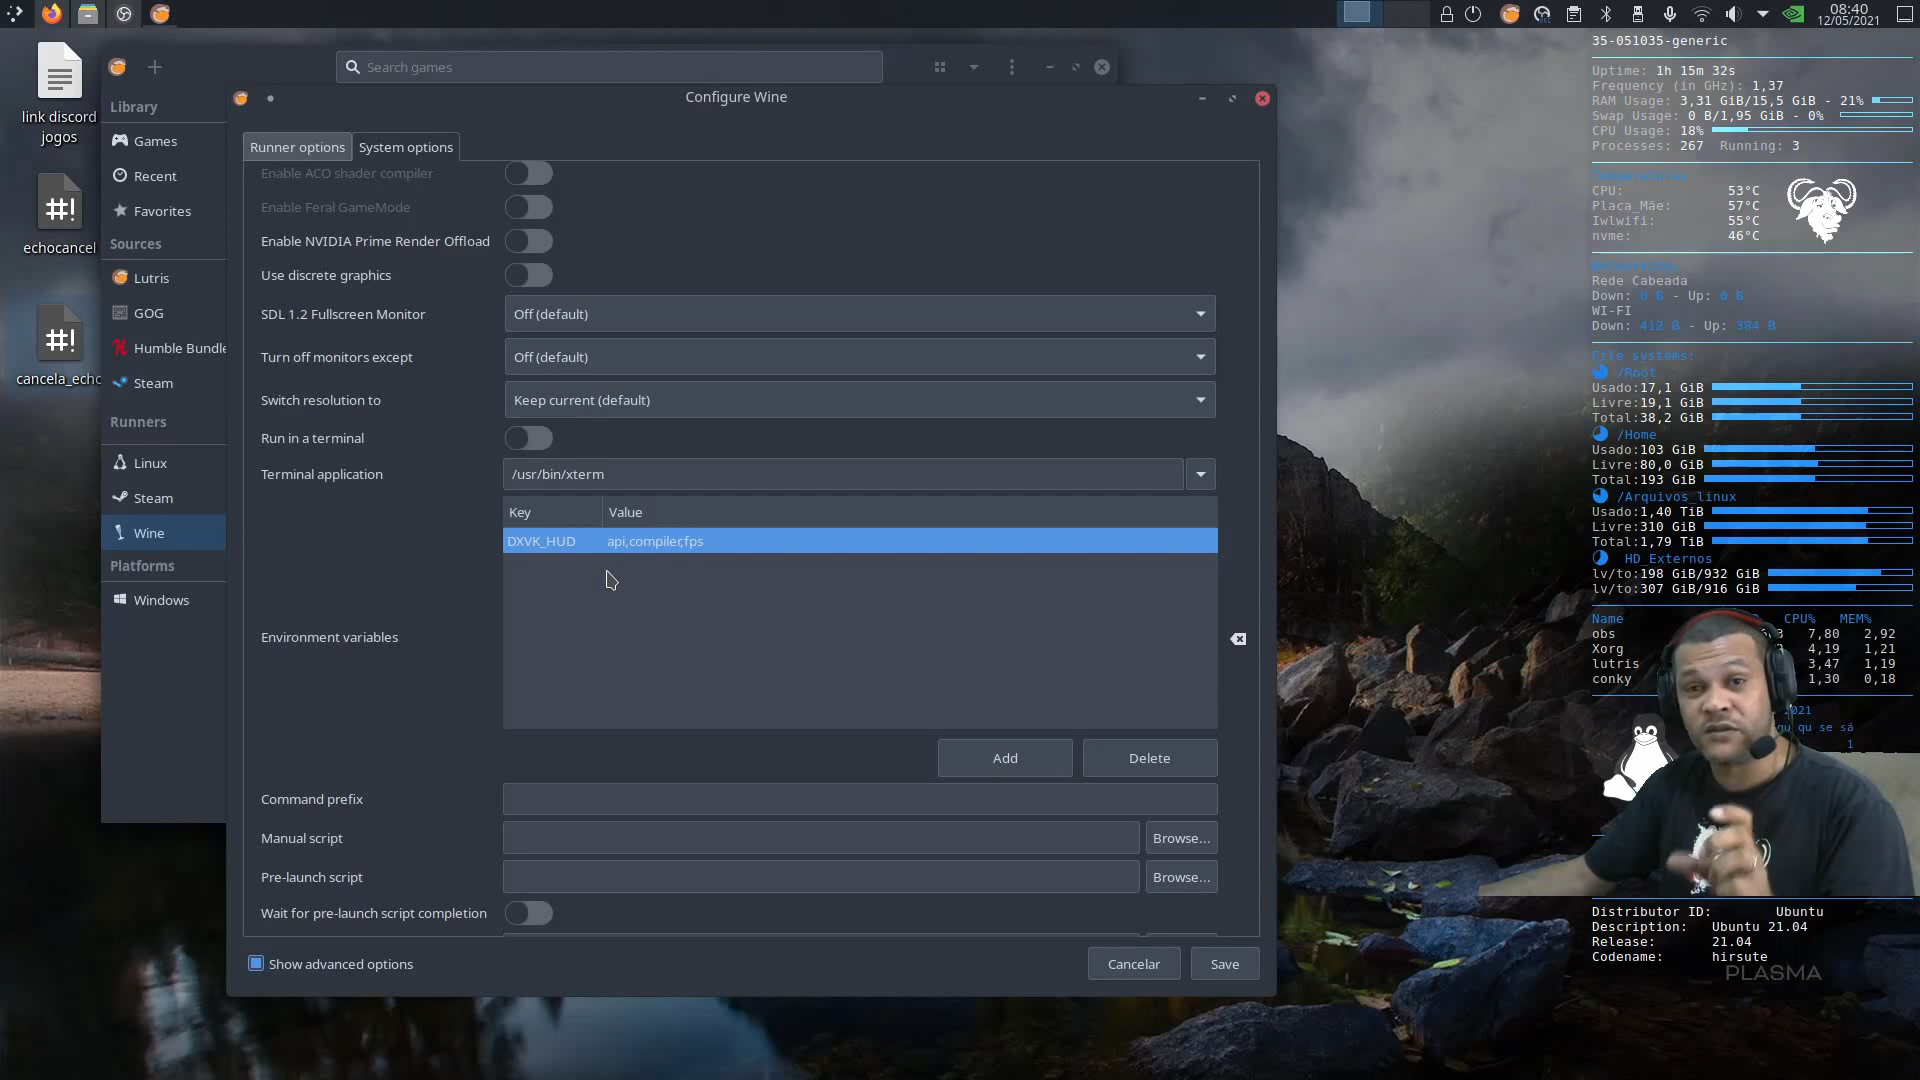 08:40
12/05/2021
link discord
jogos
echocancel
cancela_echo
Search games
Library
Games
Recent
Favorites
Sources
Lutris
GOG
Humble Bundle
Steam
Runners
Linux
Steam
Wine
Platforms
Windows
Configure Wine
Runner options
System options
Enable ACO shader compiler
Enable Feral GameMode
Enable NVIDIA Prime Render Offload
Use discrete graphics
SDL 1.2 Fullscreen Monitor
Off (default)
Turn off monitors except
Off (default)
Switch resolution to
Keep current (default)
Run in a terminal
Terminal application
/usr/bin/xterm
Key Value
DXVK_HUD api,compiler,fps
Environment variables
Add
Delete
Command prefix
Manual script
Browse...
Pre-launch script
Browse...
Wait for pre-launch script completion
Show advanced options
Cancelar
Save
35-051035-generic
Uptime: 1h 15m 32s
Frequency (in GHz): 1,37
RAM Usage: 3,31 GiB/15,5 GiB - 21%
Swap Usage: 0 B/1,95 GiB - 0%
CPU Usage: 18%
Processes: 267 Running: 3
CPU: 53°C
Placa_Mãe: 57°C
Iwlwifi: 55°C
nvme: 46°C
Rede Cabeada
Down: 0 B - Up: 0 B
WI-FI
Down: 412 B - Up: 384 B
File systems:
/Root
Usado:17,1 GiB
Livre:19,1 GiB
Total:38,2 GiB
/Home
Usado:103 GiB
Livre:80,0 GiB
Total:193 GiB
/Arquivos_linux
Usado:1,40 TiB
Livre:310 GiB
Total:1,79 TiB
HD_Externos
lv/to:198 GiB/932 GiB
lv/to:307 GiB/916 GiB
Name CPU% MEM%
obs 7,80 2,92
Xorg 4,19 1,21
lutris 3,47 1,19
conky 1,30 0,18
2021
qu qu se sá
1
Distributor ID: Ubuntu
Description: Ubuntu 21.04
Release: 21.04
Codename: hirsute
PLASMA